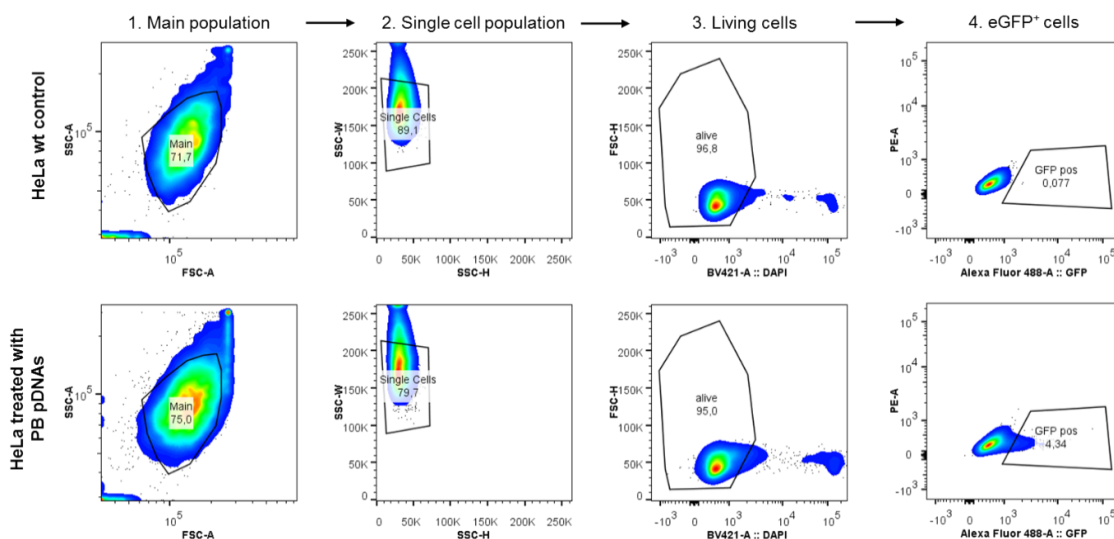 1. Main population
2. Single cell population
3. Living cells
4. eGFP⁺ cells
HeLa wt control
SSC-A
10⁵
Main
71,7
10⁵
FSC-A
SSC-W
250K
200K
150K
100K
50K
0
Single Cells
89,1
0 50K 100K 150K 200K 250K
SSC-H
FSC-H
250K
200K
150K
100K
50K
0
alive
96,8
-10³ 0 10³ 10⁴ 10⁵
BV421-A :: DAPI
PE-A
10⁵
10⁴
10³
0
-10³
GFP pos
0,077
-10³ 0 10³ 10⁴ 10⁵
Alexa Fluor 488-A :: GFP
HeLa treated with
PB pDNAs
SSC-A
10⁵
Main
75,0
10⁵
FSC-A
SSC-W
250K
200K
150K
100K
50K
0
Single Cells
79,7
0 50K 100K 150K 200K 250K
SSC-H
FSC-H
250K
200K
150K
100K
50K
0
alive
95,0
-10³ 0 10³ 10⁴ 10⁵
BV421-A :: DAPI
PE-A
10⁵
10⁴
10³
0
-10³
GFP pos
4,34
-10³ 0 10³ 10⁴ 10⁵
Alexa Fluor 488-A :: GFP